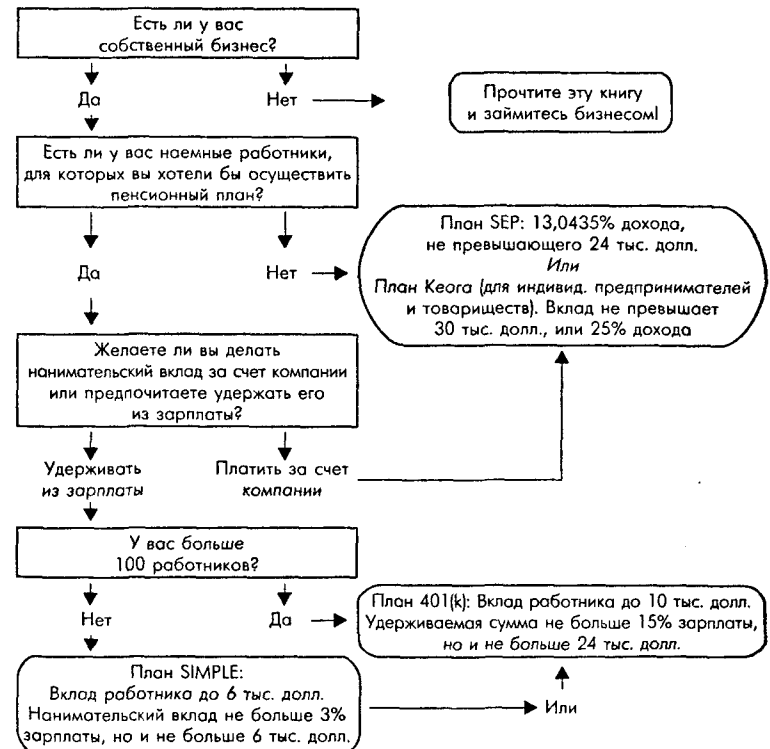 Есть ли у вас
собственный бизнес?
Да
Нет
Прочтите эту книгу
и займитесь бизнесом!
Есть ли у вас наемные работники,
для которых вы хотели бы осуществить
пенсионный план?
Да
Нет
План SEP: 13,0435% дохода,
не превышающего 24 тыс. долл.
Или
План Кеога (для индивид. предпринимателей
и товариществ). Вклад не превышает
30 тыс. долл., или 25% дохода
Желаете ли вы делать
нанимательский вклад за счет компании
или предпочитаете удержать его
из зарплаты?
Удерживать
из зарплаты
Платить за счет
компании
У вас больше
100 работников?
Нет
Да
План 401(k): Вклад работника до 10 тыс. долл.
Удерживаемая сумма не больше 15% зарплаты,
но и не больше 24 тыс. долл.
План SIMPLE:
Вклад работника до 6 тыс. долл.
Нанимательский вклад не больше 3%
зарплаты, но и не больше 6 тыс. долл.
Или